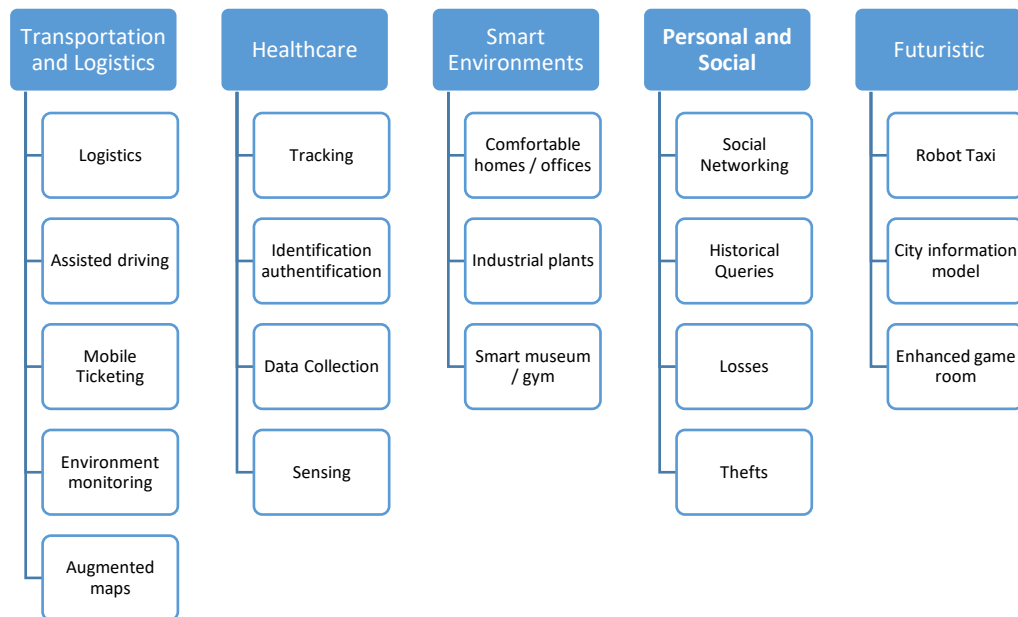 Transportation
and Logistics
Logistics
Assisted driving
Mobile
Ticketing
Environment
monitoring
Augmented
maps
Healthcare
Tracking
Identification
authentification
Data Collection
Sensing
Smart
Environments
Comfortable
homes / offices
Industrial plants
Smart museum
/ gym
Personal and
Social
Social
Networking
Historical
Queries
Losses
Thefts
Futuristic
Robot Taxi
City information
model
Enhanced game
room